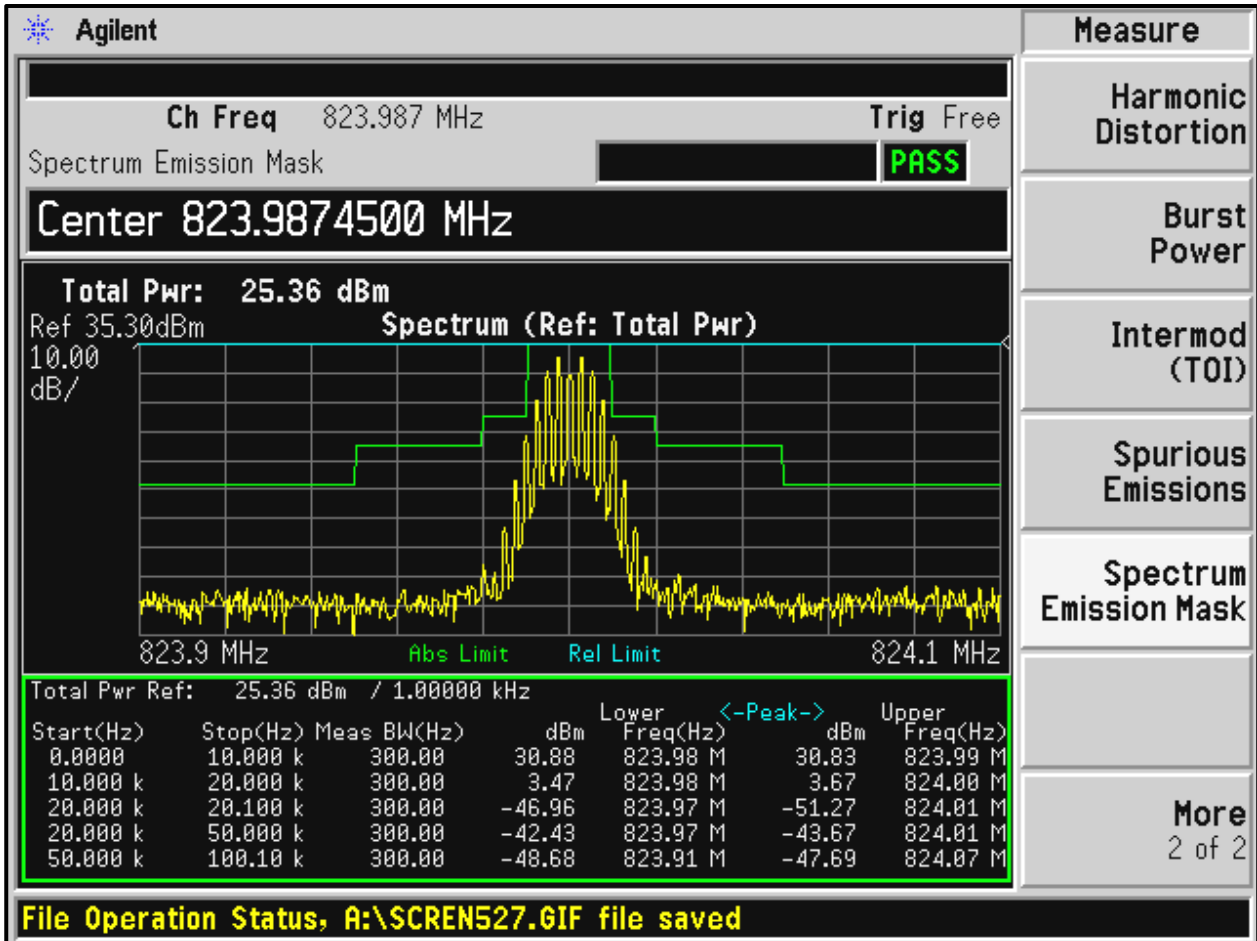 Agilent
Measure
Ch Freq 823.987 MHz Trig Free
Spectrum Emission Mask PASS
Center 823.9874500 MHz
Total Pwr: 25.36 dBm
Ref 35.30dBm Spectrum (Ref: Total Pwr)
10.00
dB/
823.9 MHz Abs Limit Rel Limit 824.1 MHz
Total Pwr Ref: 25.36 dBm / 1.00000 kHz
Lower <-Peak-> Upper
Start(Hz) Stop(Hz) Meas BW(Hz) dBm Freq(Hz) dBm Freq(Hz)
0.0000 10.000 k 300.00 30.88 823.98 M 30.83 823.99 M
10.000 k 20.000 k 300.00 3.47 823.98 M 3.67 824.00 M
20.000 k 20.100 k 300.00 -46.96 823.97 M -51.27 824.01 M
20.000 k 50.000 k 300.00 -42.43 823.97 M -43.67 824.01 M
50.000 k 100.10 k 300.00 -48.68 823.91 M -47.69 824.07 M
Harmonic
Distortion
Burst
Power
Intermod
(TOI)
Spurious
Emissions
Spectrum
Emission Mask
More
2 of 2
File Operation Status, A:\SCREN527.GIF file saved